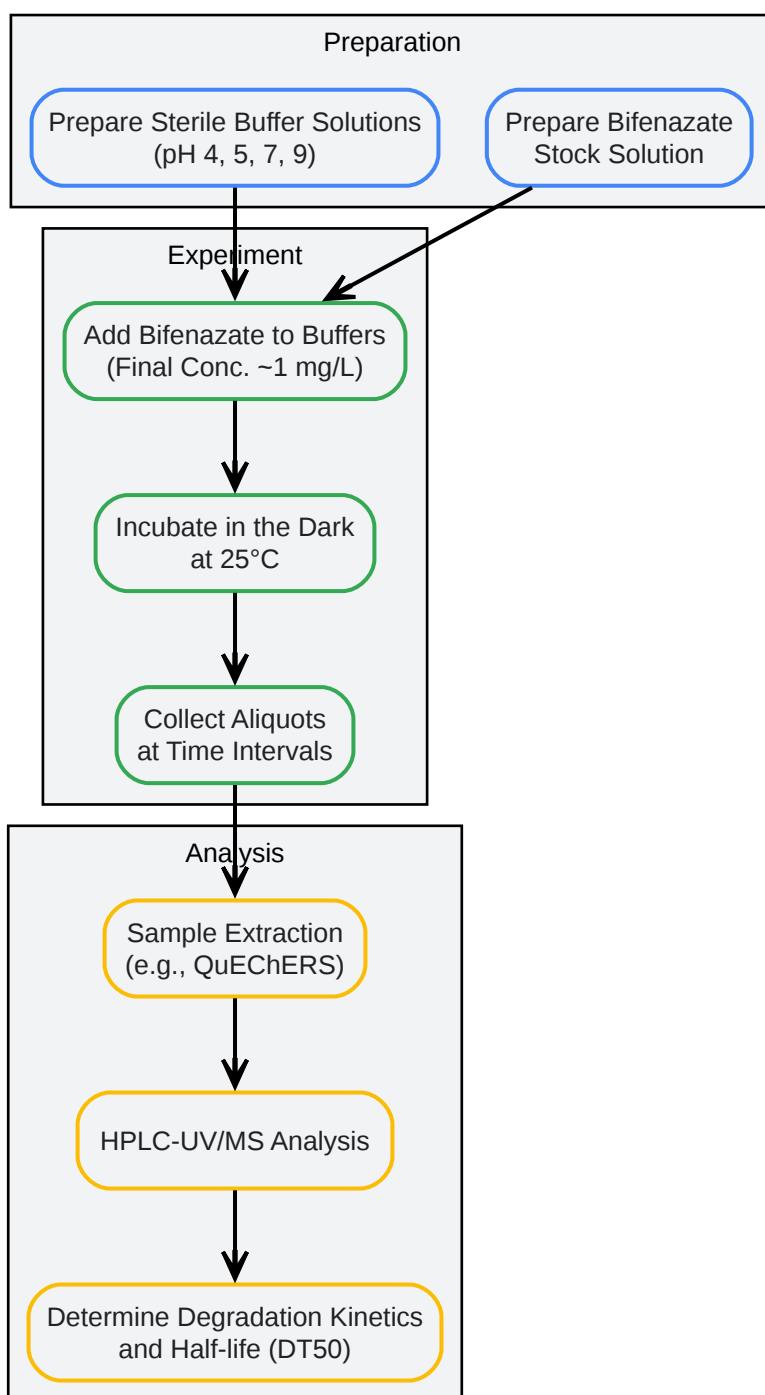 Preparation
Prepare Sterile Buffer Solutions
(pH 4, 5, 7, 9)
Prepare Bifenazate
Stock Solution
Experiment
Add Bifenazate to Buffers
(Final Conc. ~1 mg/L)
Incubate in the Dark
at 25°C
Collect Aliquots
at Time Intervals
Analysis
Sample Extraction
(e.g., QuEChERS)
HPLC-UV/MS Analysis
Determine Degradation Kinetics
and Half-life (DT50)